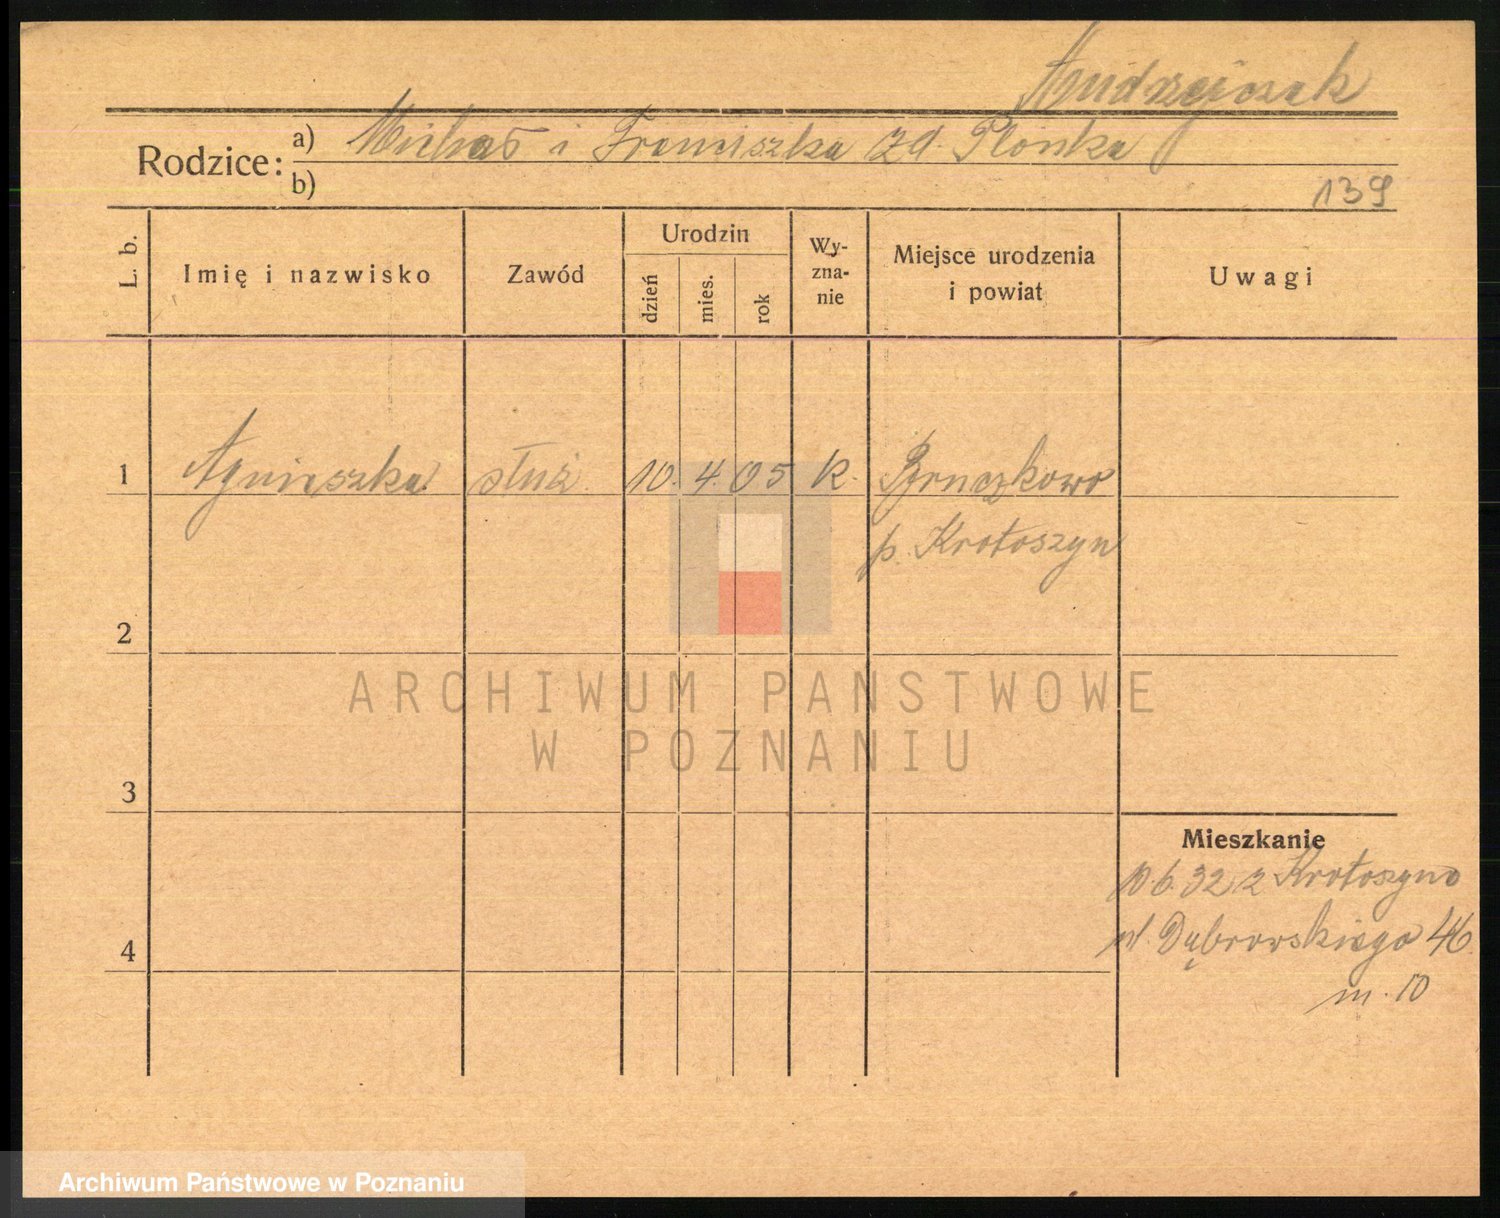 Andrzejczak
Rodzice: a) Michał i Franciszka zd. Płonka
b)
139
L. b.
Imię i nazwisko
Zawód
Urodzin
dzień
mies.
rok
Wy-
zna-
nie
Miejsce urodzenia
i powiat
Uwagi
1 Agnieszka służ. 10. 4. 05 k.
p. Krotoszyn
2
ARCHIWUM PAŃSTWOWE
W POZNANIU
3
Mieszkanie
10.6.32 z Krotoszyna
ul. Dąbrowskiego 46
m. 10
4
Archiwum Państwowe w Poznaniu